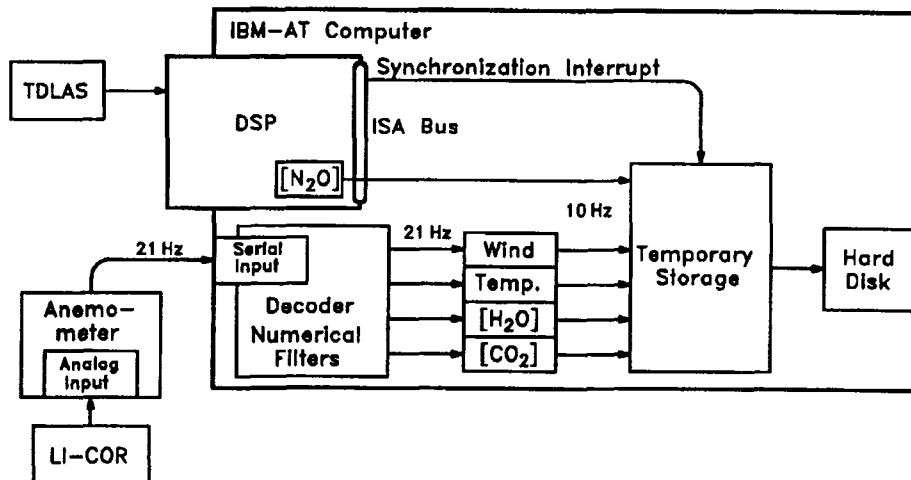 IBM-AT Computer
Synchronization Interrupt
TDLAS
DSP
ISA Bus
[N₂O]
10 Hz
21 Hz
21 Hz
Serial
Input
Wind
Temp.
[H₂O]
[CO₂]
Temporary
Storage
Hard
Disk
Decoder
Numerical
Filters
Anemo-
meter
Analog
Input
LI-COR